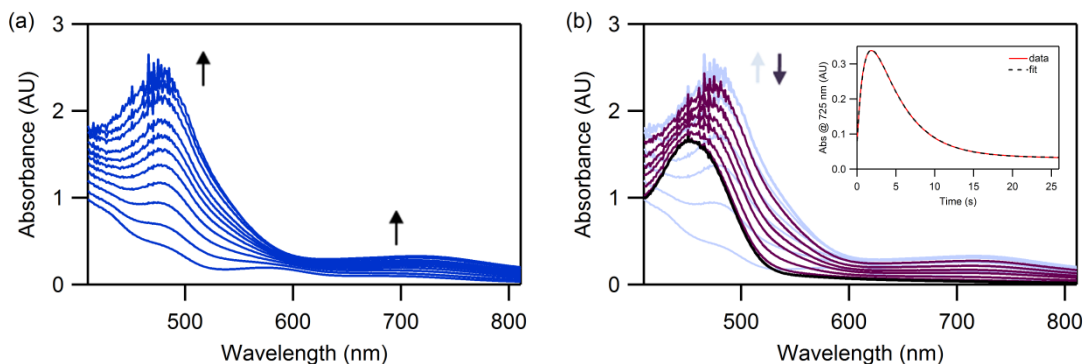 (a)
3
2
1
0
Absorbance (AU)
500 600 700 800
Wavelength (nm)
(b)
3
2
1
0
Absorbance (AU)
500 600 700 800
Wavelength (nm)
0.3
0.2
0.1
0.0
Abs @ 725 nm (AU)
data
fit
0 5 10 15 20 25
Time (s)